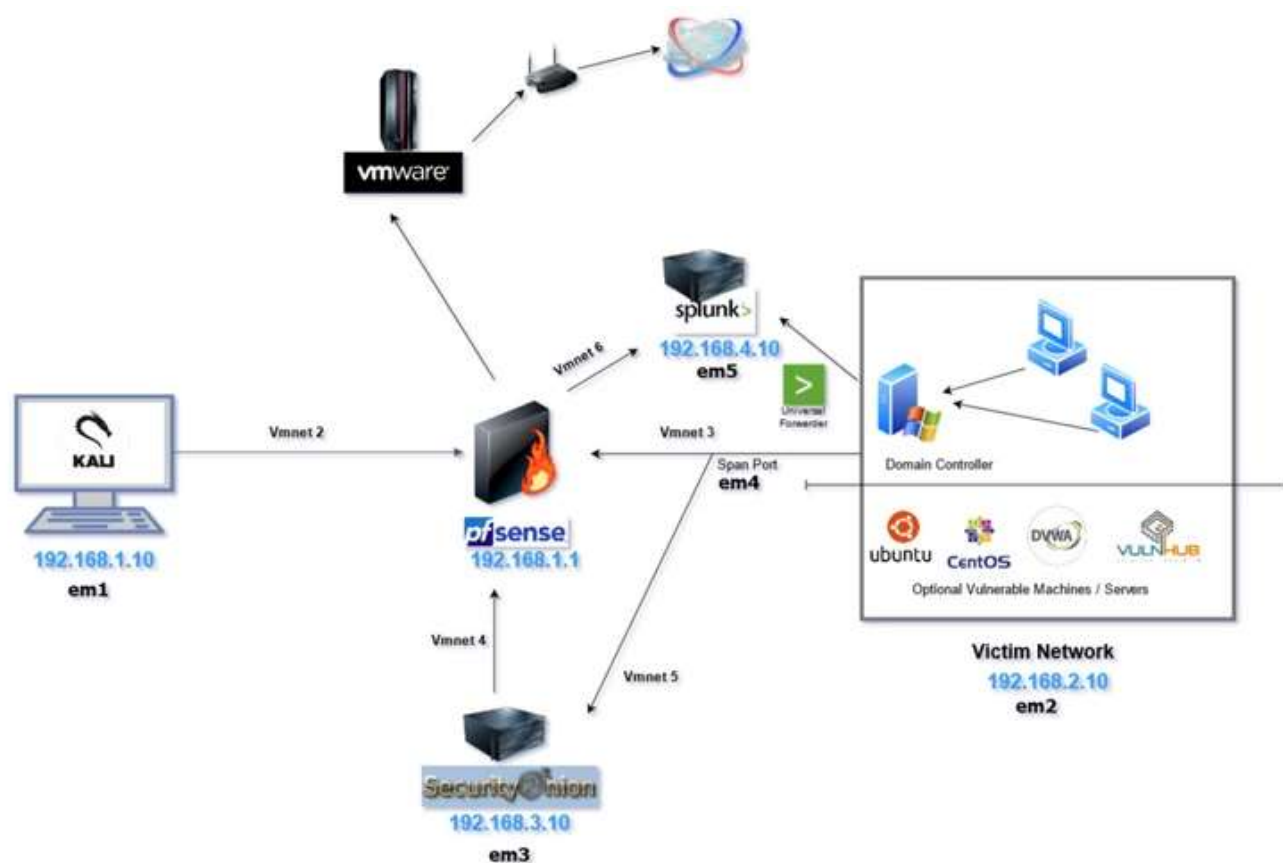 vmware
splunk>
192.168.4.10
em5
Vmnet 6
>
Universal
Forwarder
Vmnet 2
Vmnet 3
Span Port
em4
Domain Controller
KALI
192.168.1.10
em1
pfsense
192.168.1.1
ubuntu
CentOS
DVWA
VULNHUB
Optional Vulnerable Machines / Servers
Victim Network
192.168.2.10
em2
Vmnet 4
Vmnet 5
Security Onion
192.168.3.10
em3